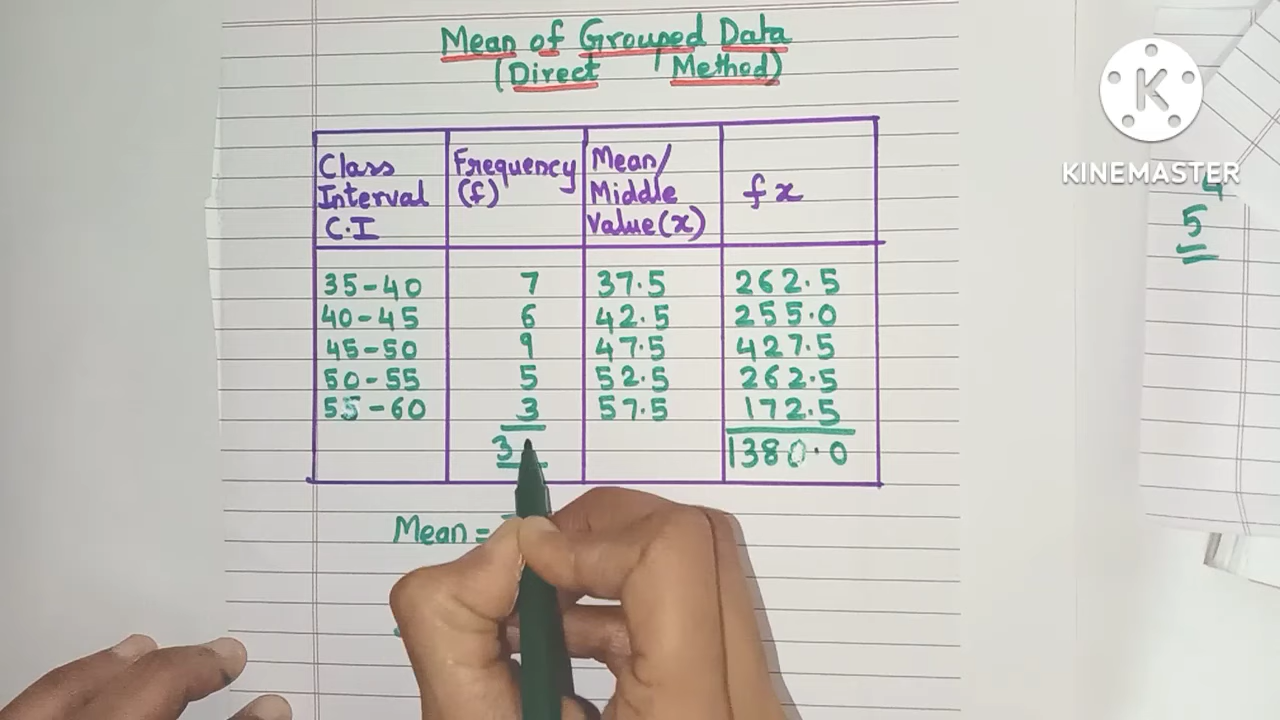 Mean of Grouped Data
(Direct Method)
KINEMASTER
Class Interval C.I
Frequency (f)
Mean/ Middle Value(x)
fx
35-40 7 37.5 262.5
40-45 6 42.5 255.0
45-50 9 47.5 427.5
50-55 5 52.5 262.5
55-60 3 57.5 172.5
3 1380.0
Mean =
4
5